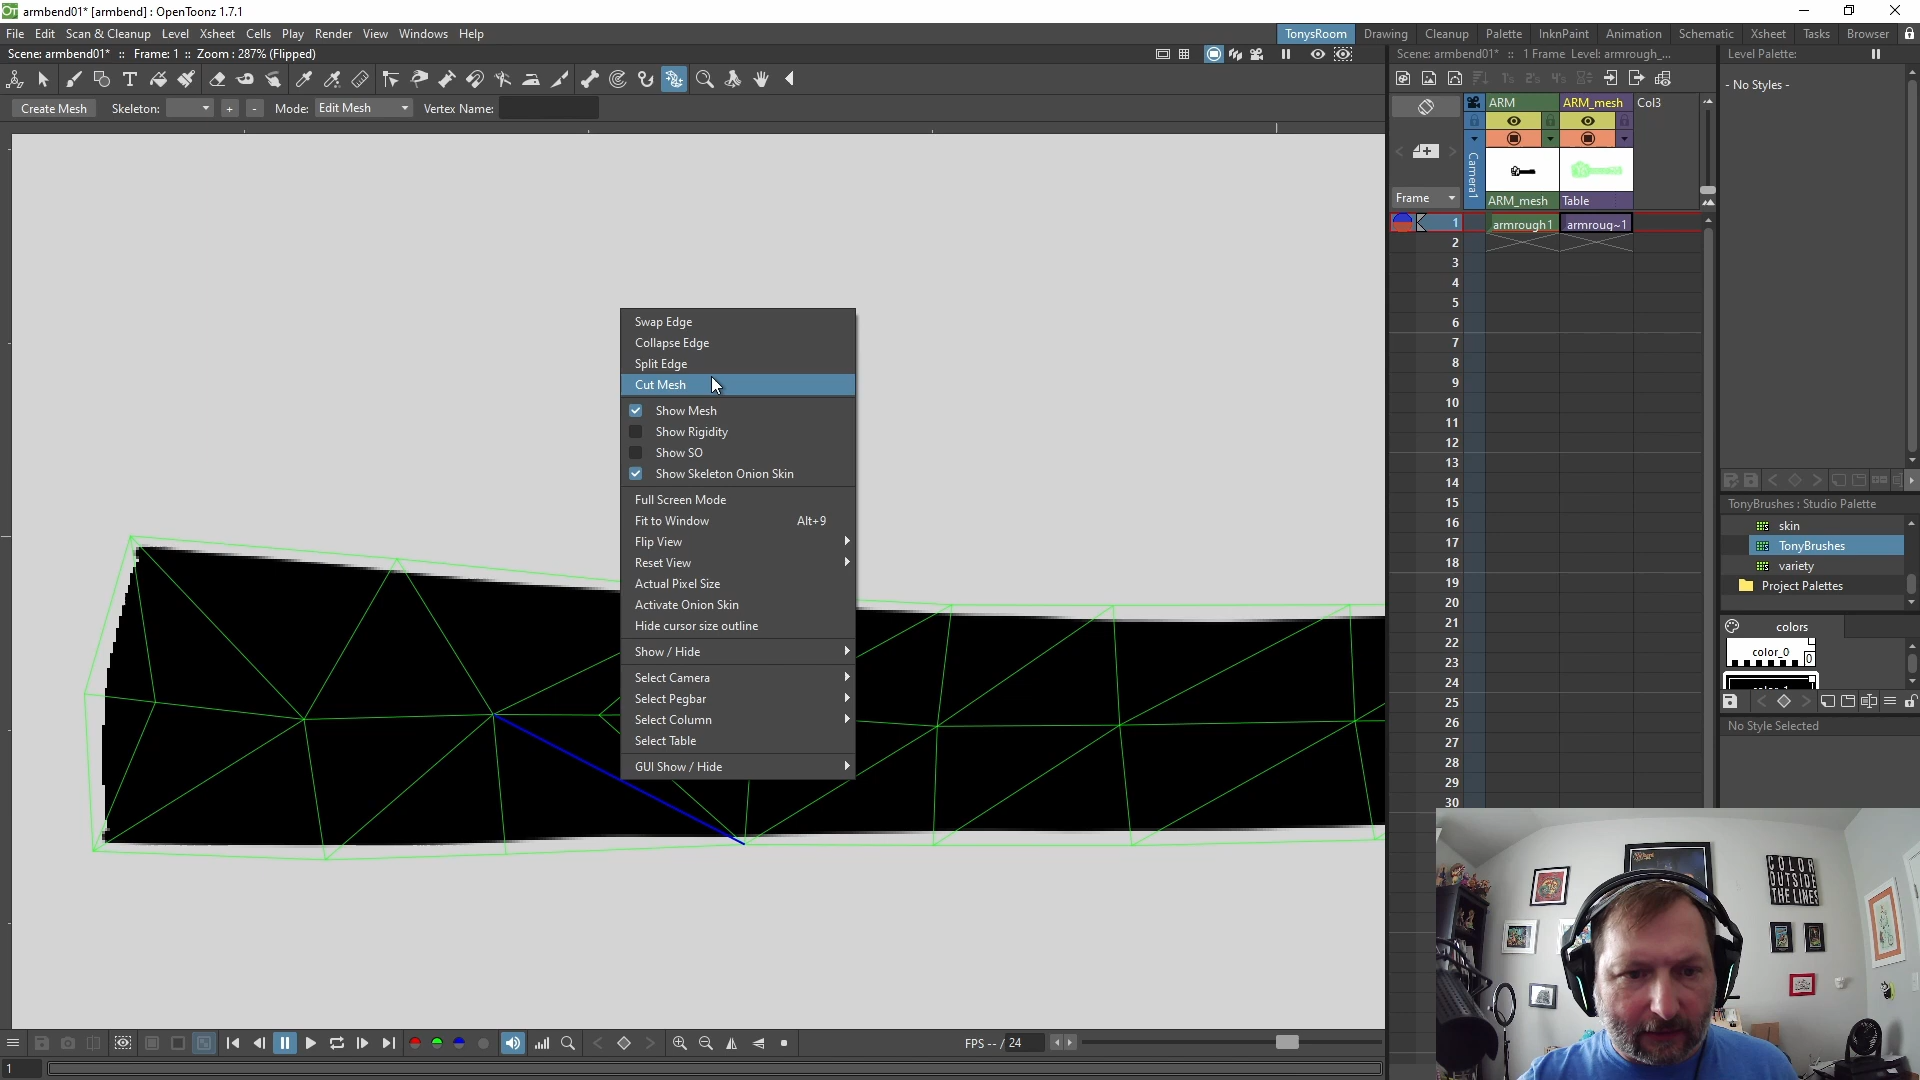 armbend01* [armbend] : OpenToonz 1.7.1
File Edit Scan & Cleanup Level Xsheet Cells Play Render View Windows Help
TonysRoom Drawing Cleanup Palette InknPaint Animation Schematic Xsheet Tasks Browser
Scene: armbend01* :: Frame: 1 :: Zoom : 287% (Flipped)
Scene: armbend01* :: 1 Frame Level: armrough_...
Level Palette:
- No Styles -
Create Mesh Skeleton: + - Mode: Edit Mesh Vertex Name:
ARM ARM_mesh Col3
Camera1
Frame
ARM_mesh Table
armrough1 armroug~1
1
2
3
4
5
6
7
8
9
10
11
12
13
14
15
16
17
18
19
20
21
22
23
24
25
26
27
28
29
30
Swap Edge
Collapse Edge
Split Edge
Cut Mesh
Show Mesh
Show Rigidity
Show SO
Show Skeleton Onion Skin
Full Screen Mode
Fit to Window Alt+9
Flip View
Reset View
Actual Pixel Size
Activate Onion Skin
Hide cursor size outline
Show / Hide
Select Camera
Select Pegbar
Select Column
Select Table
GUI Show / Hide
TonyBrushes : Studio Palette
skin
TonyBrushes
variety
Project Palettes
colors
color_0
0
No Style Selected
COLOR
OUTSIDE
THE LINES
FPS -- / 24
1